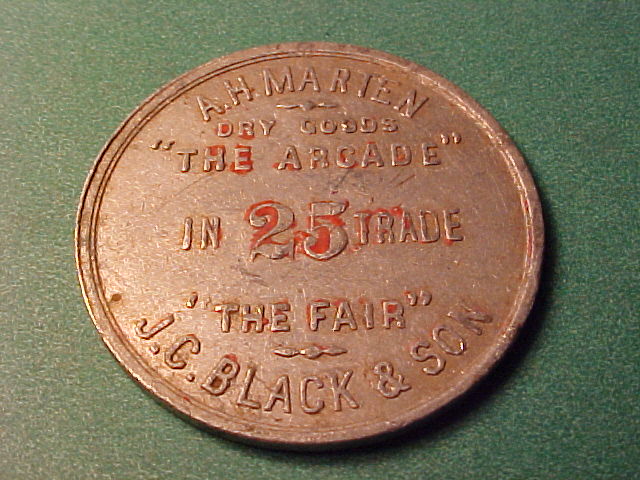 A.H. MARTEN
DRY GOODS
"THE ARCADE"
IN 25 TRADE
"THE FAIR"
J.C. BLACK & SON